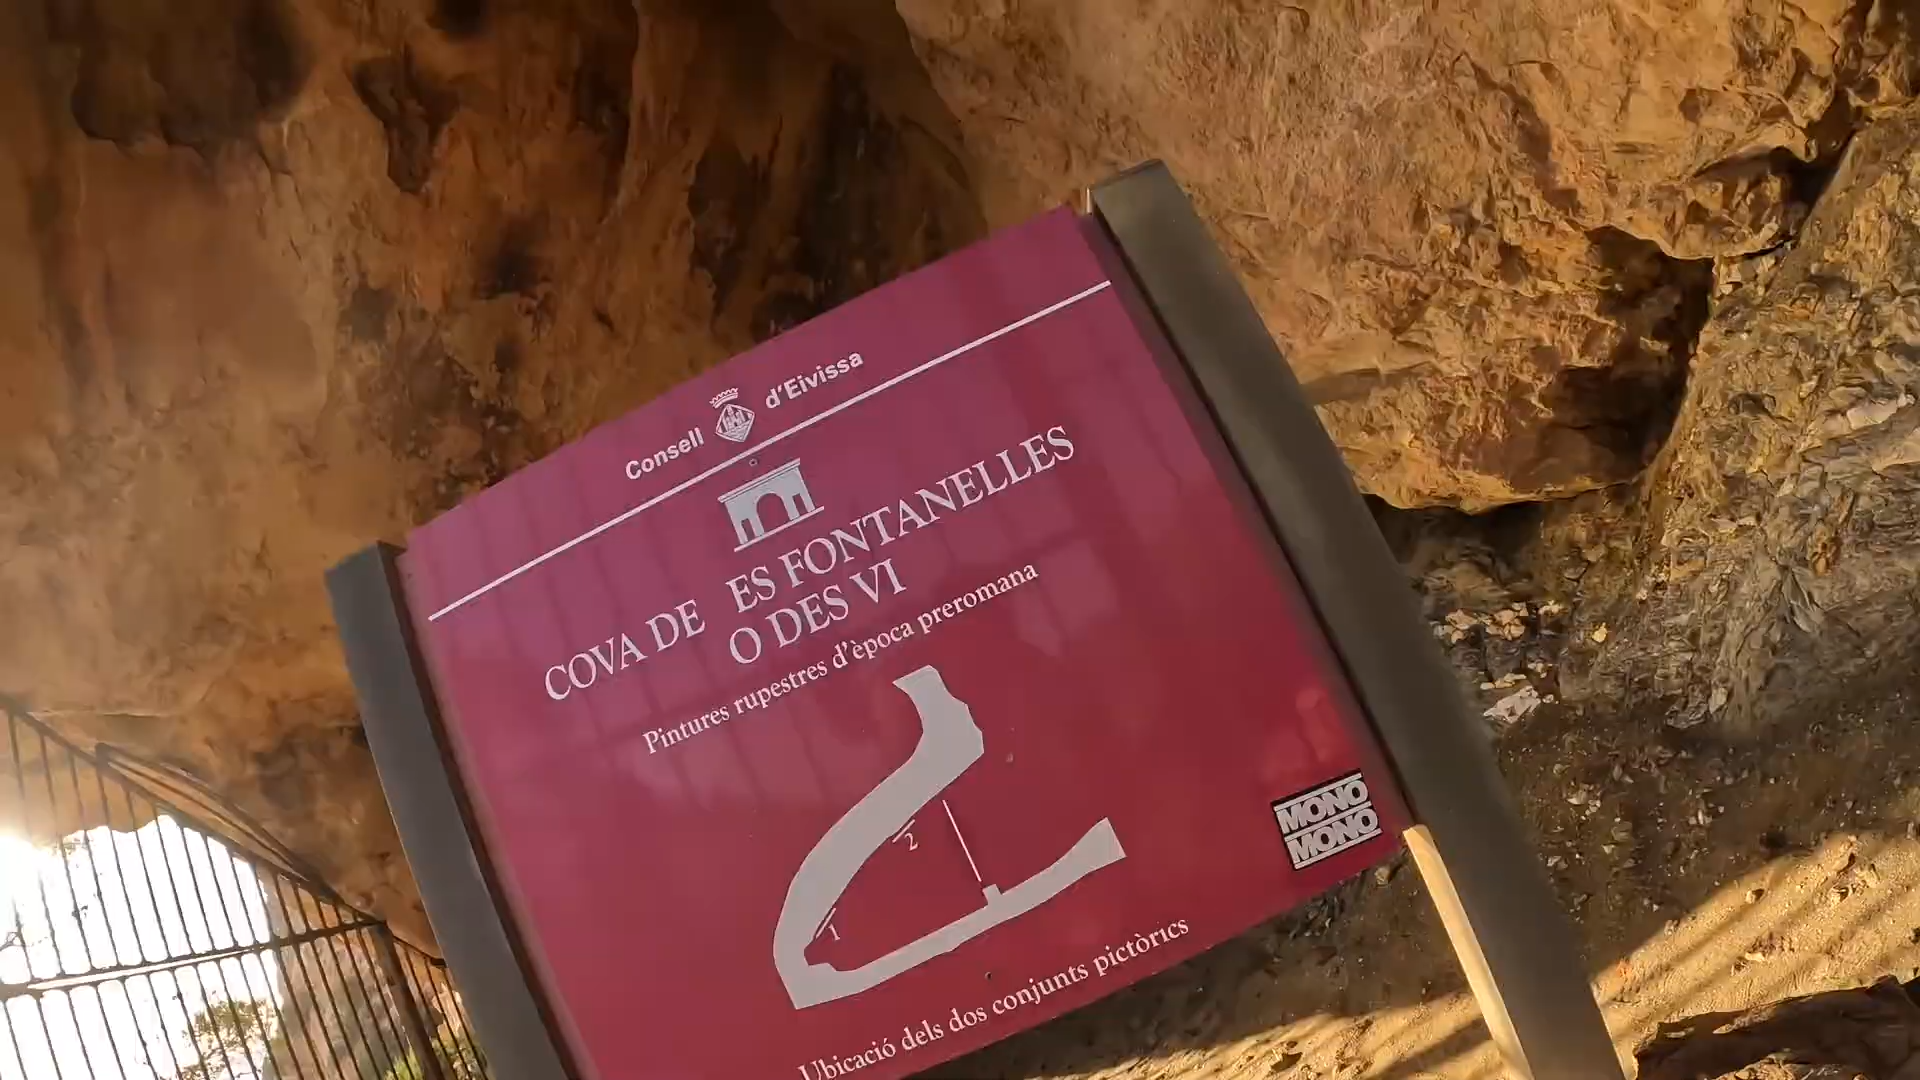 Consell d'Eivissa
COVA DE ES FONTANELLES
O DES VI
Pintures rupestres d'època preromana
2
1
MONO
MONO
Ubicació dels dos conjunts pictòrics